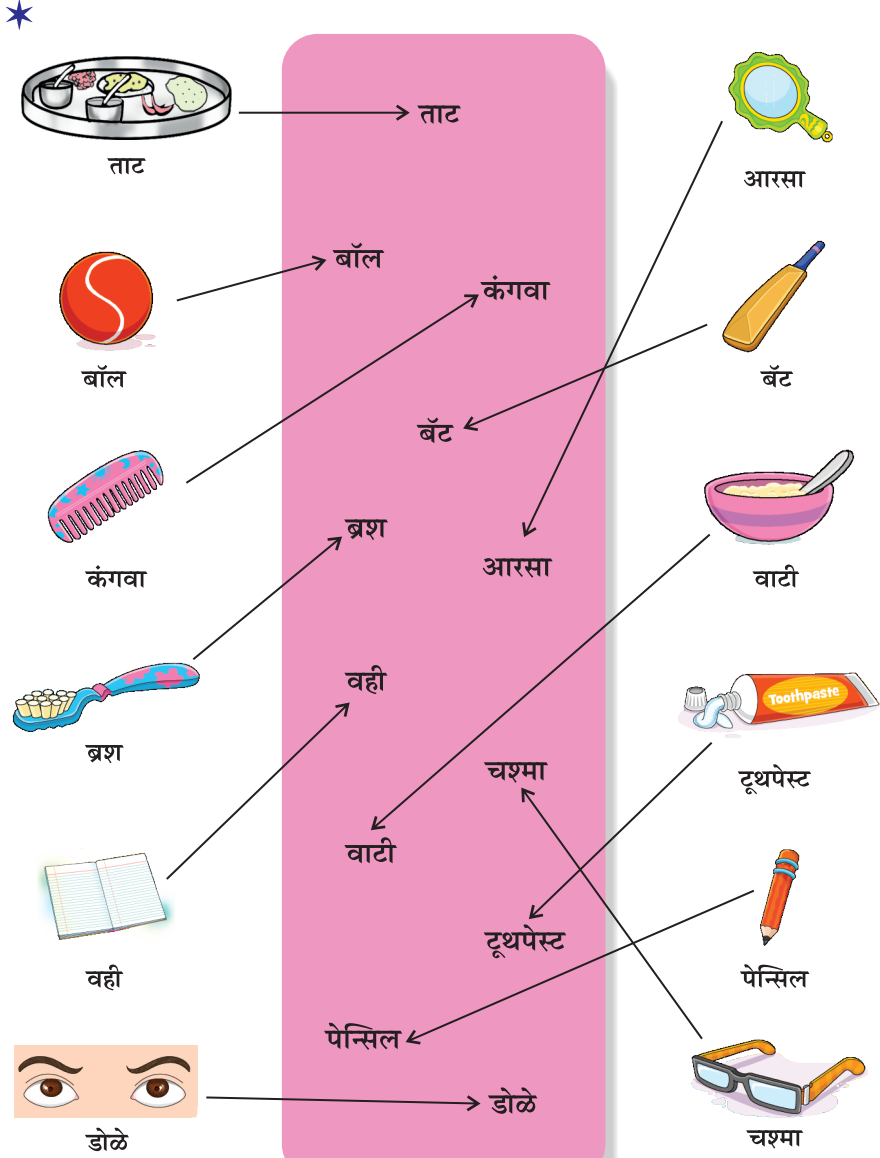 ताट
ताट
आरसा
बॉल
कंगवा
बॉल
बॅट
बॅट
ब्रश
आरसा
कंगवा
वाटी
वही
Toothpaste
ब्रश
चश्मा
टूथपेस्ट
वाटी
टूथपेस्ट
वही
पेन्सिल
पेन्सिल
डोळे
डोळे
चश्मा